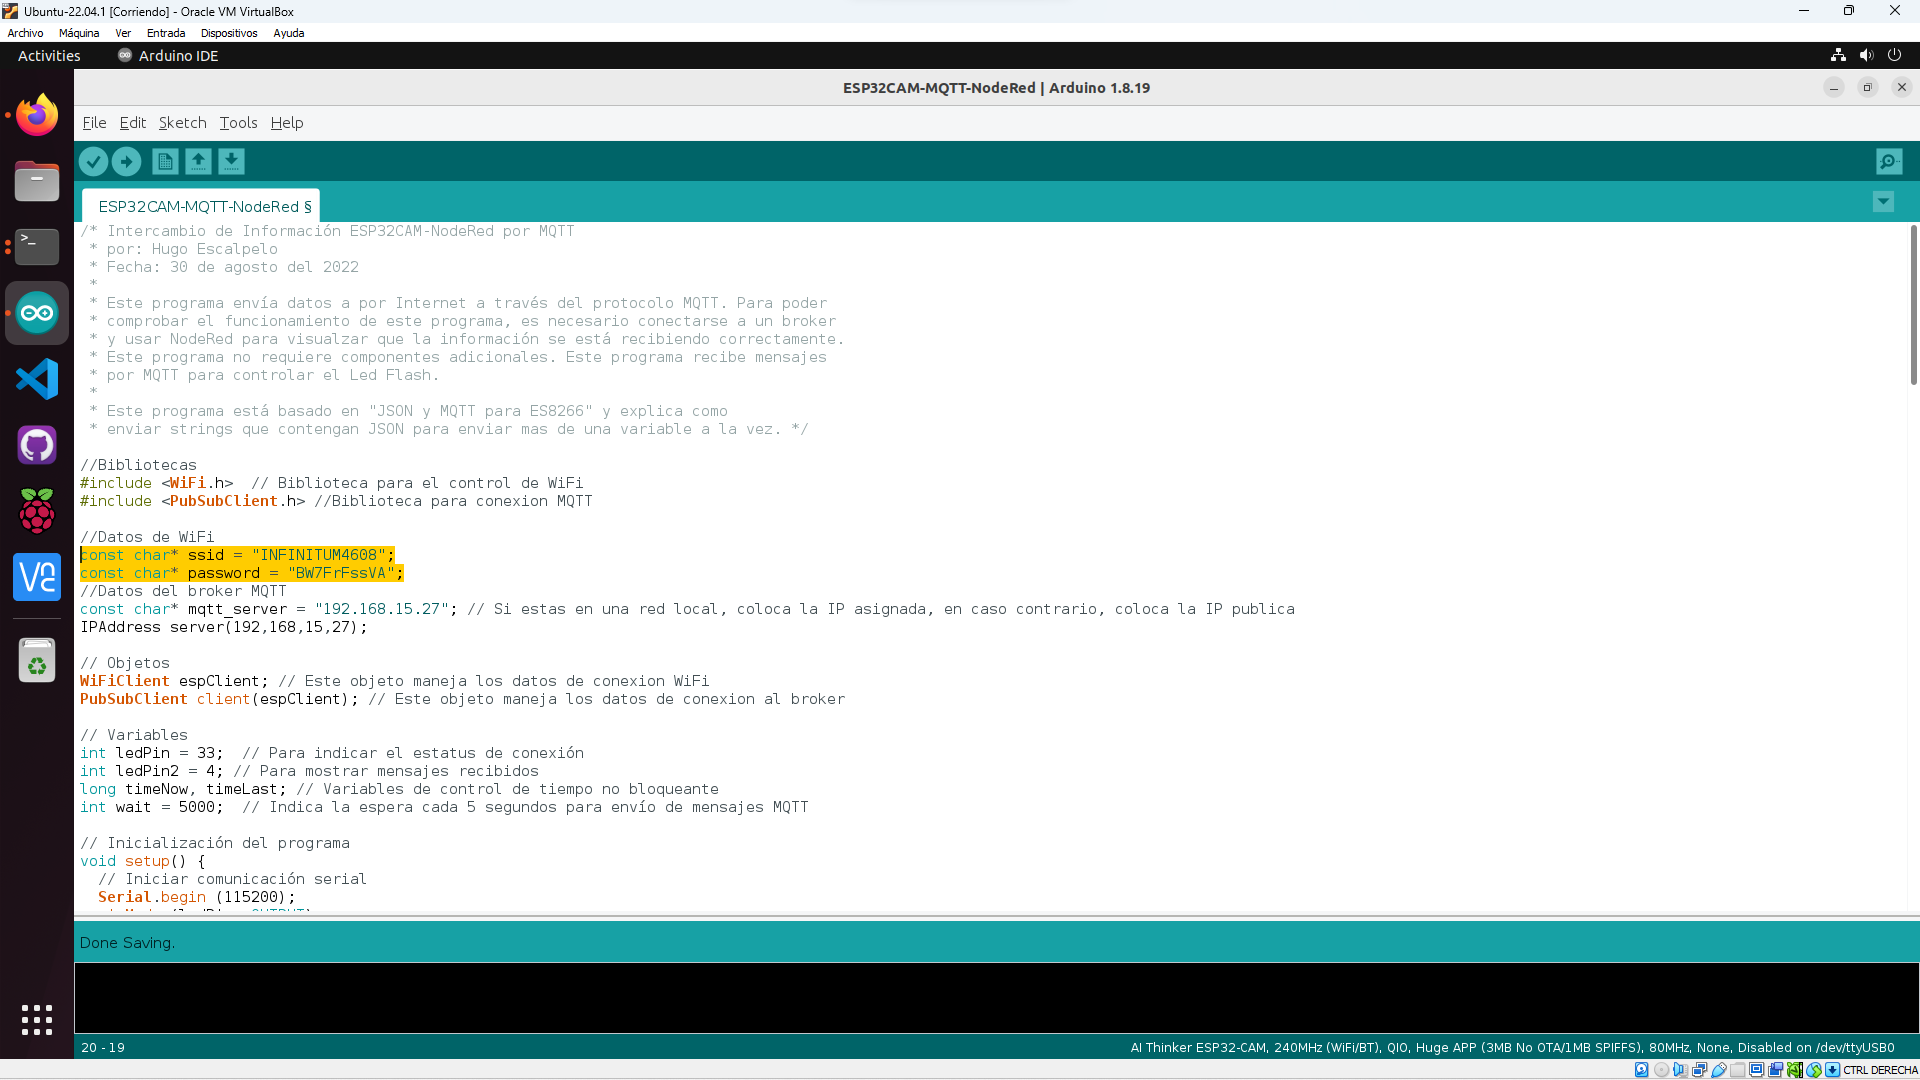 Ubuntu-22.04.1 [Corriendo] - Oracle VM VirtualBox
Archivo Máquina Ver Entrada Dispositivos Ayuda
Activities Arduino IDE
ESP32CAM-MQTT-NodeRed | Arduino 1.8.19
File Edit Sketch Tools Help
ESP32CAM-MQTT-NodeRed §
/* Intercambio de Información ESP32CAM-NodeRed por MQTT
* por: Hugo Escalpelo
* Fecha: 30 de agosto del 2022
*
* Este programa envía datos a por Internet a través del protocolo MQTT. Para poder
* comprobar el funcionamiento de este programa, es necesario conectarse a un broker
* y usar NodeRed para visualzar que la información se está recibiendo correctamente.
* Este programa no requiere componentes adicionales. Este programa recibe mensajes
* por MQTT para controlar el Led Flash.
*
* Este programa está basado en "JSON y MQTT para ES8266" y explica como
* enviar strings que contengan JSON para enviar mas de una variable a la vez. */
//Bibliotecas
#include <WiFi.h>  // Biblioteca para el control de WiFi
#include <PubSubClient.h> //Biblioteca para conexion MQTT
//Datos de WiFi
const char* ssid = "INFINITUM4608";
const char* password = "BW7FrFssVA";
//Datos del broker MQTT
const char* mqtt_server = "192.168.15.27"; // Si estas en una red local, coloca la IP asignada, en caso contrario, coloca la IP publica
IPAddress server(192,168,15,27);
// Objetos
WiFiClient espClient; // Este objeto maneja los datos de conexion WiFi
PubSubClient client(espClient); // Este objeto maneja los datos de conexion al broker
// Variables
int ledPin = 33;  // Para indicar el estatus de conexión
int ledPin2 = 4; // Para mostrar mensajes recibidos
long timeNow, timeLast; // Variables de control de tiempo no bloqueante
int wait = 5000;  // Indica la espera cada 5 segundos para envío de mensajes MQTT
// Inicialización del programa
void setup() {
// Iniciar comunicación serial
Serial.begin (115200);
Done Saving.
20 - 19
AI Thinker ESP32-CAM, 240MHz (WiFi/BT), QIO, Huge APP (3MB No OTA/1MB SPIFFS), 80MHz, None, Disabled on /dev/ttyUSB0
CTRL DERECHA